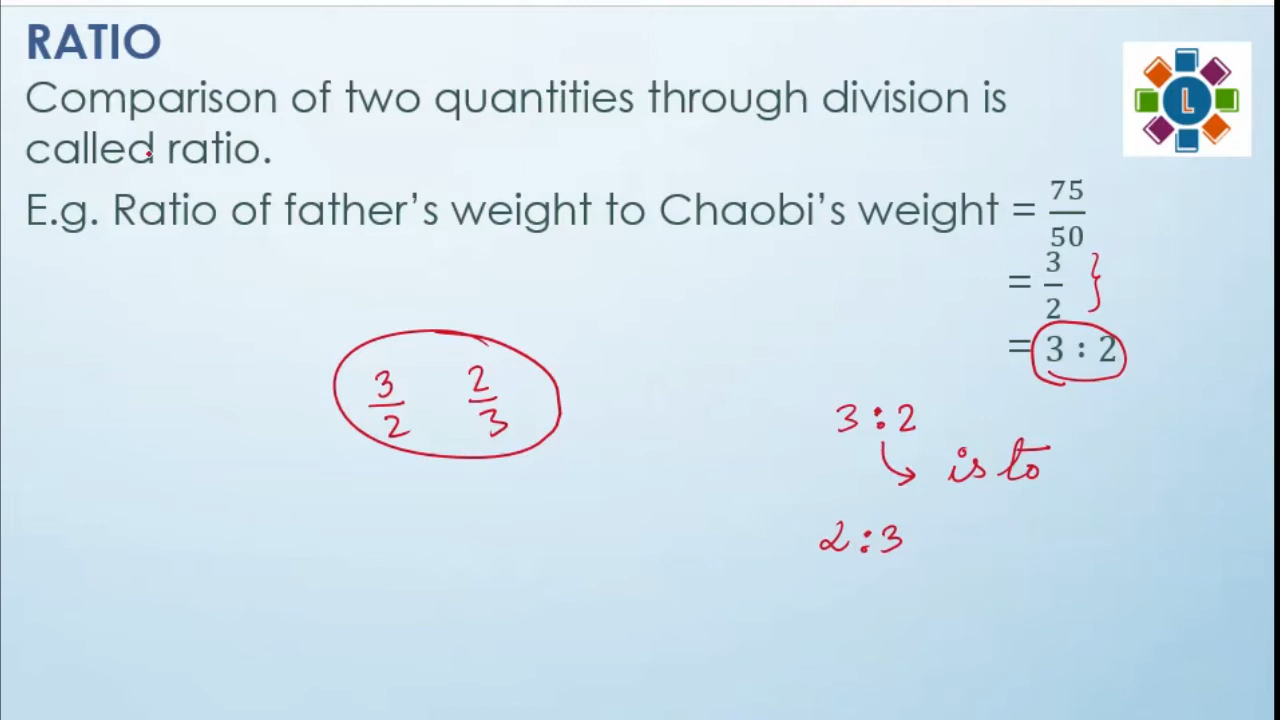 RATIO
Comparison of two quantities through division is
called ratio.
E.g. Ratio of father's weight to Chaobi's weight = 75/50
= 3/2 }
= 3 : 2
3/2 2/3
3 : 2
is to
2 : 3
L